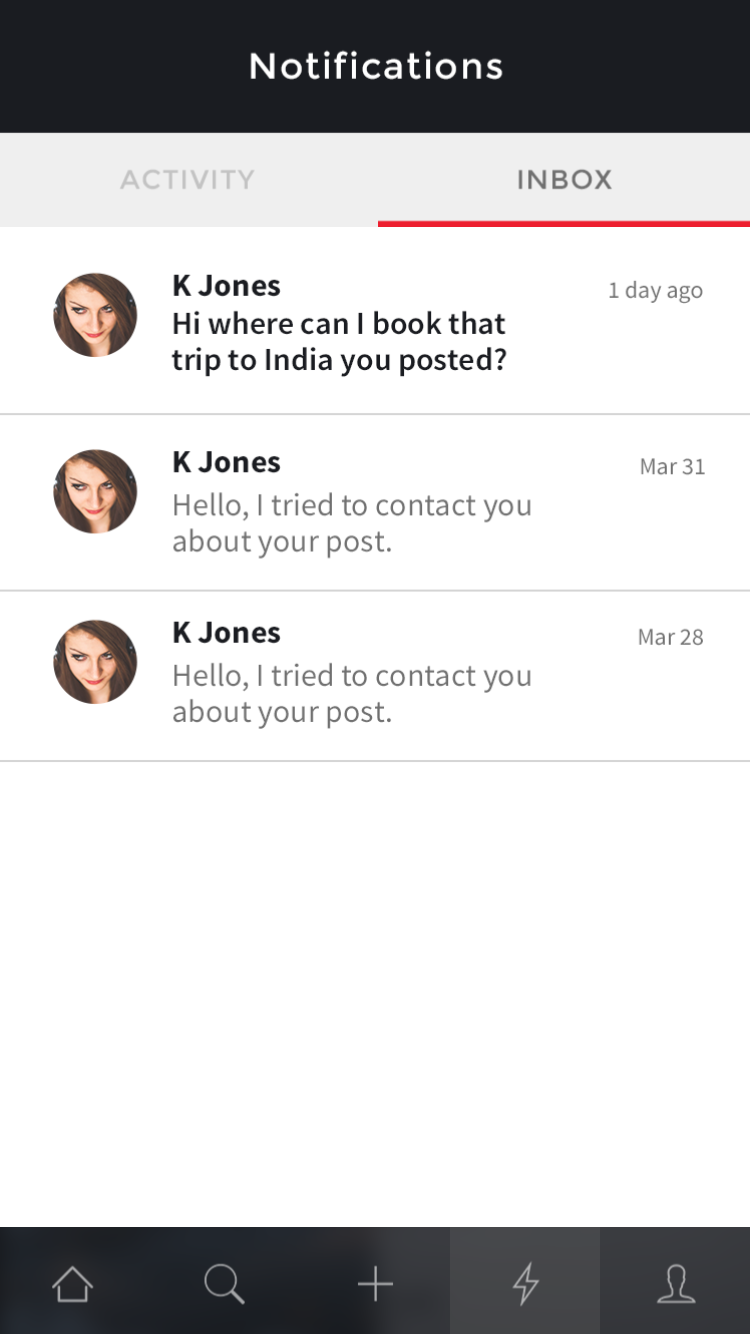 Notifications
ACTIVITY
INBOX
K Jones
1 day ago
Hi where can I book that
trip to India you posted?
K Jones
Mar 31
Hello, I tried to contact you
about your post.
K Jones
Mar 28
Hello, I tried to contact you
about your post.